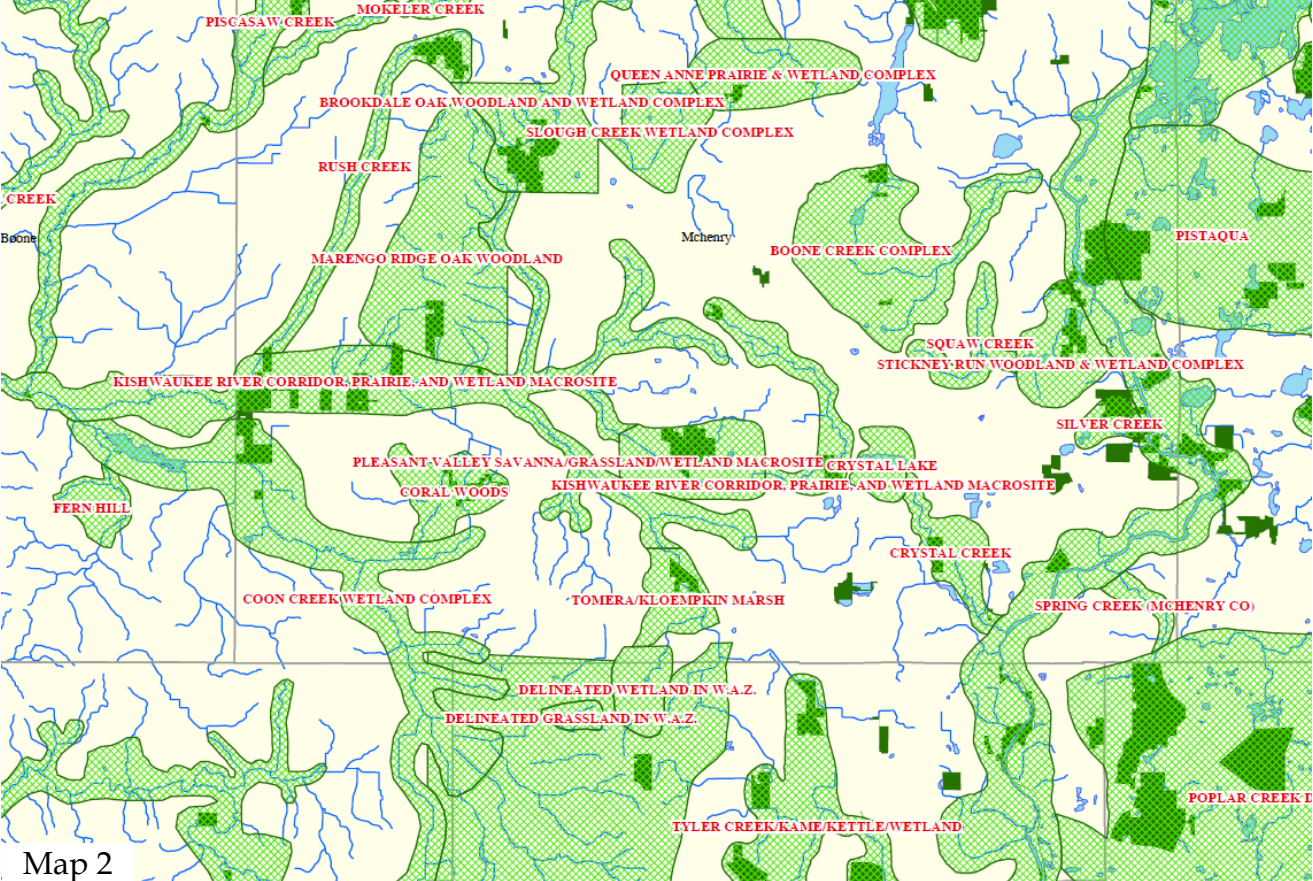 MOKELER CREEK
PISCASAW CREEK
QUEEN ANNE PRAIRIE & WETLAND COMPLEX
BROOKDALE OAK WOODLAND AND WETLAND COMPLEX
SLOUGH CREEK WETLAND COMPLEX
RUSH CREEK
CREEK
Boone
Mchenry
PISTAQUA
BOONE CREEK COMPLEX
MARENGO RIDGE OAK WOODLAND
SQUAW CREEK
STICKNEY RUN WOODLAND & WETLAND COMPLEX
KISHWAUKEE RIVER CORRIDOR, PRAIRIE, AND WETLAND MACROSITE
SILVER CREEK
PLEASANT VALLEY SAVANNA/GRASSLAND/WETLAND MACROSITE
CRYSTAL LAKE
KISHWAUKEE RIVER CORRIDOR, PRAIRIE, AND WETLAND MACROSITE
CORAL WOODS
FERN HILL
CRYSTAL CREEK
COON CREEK WETLAND COMPLEX
TOMERA/KLOEMPKIN MARSH
SPRING CREEK (MCHENRY CO)
DELINEATED WETLAND IN W.A.Z.
DELINEATED GRASSLAND IN W.A.Z.
POPLAR CREEK D
TYLER CREEK/KAME/KETTLE/WETLAND
Map 2